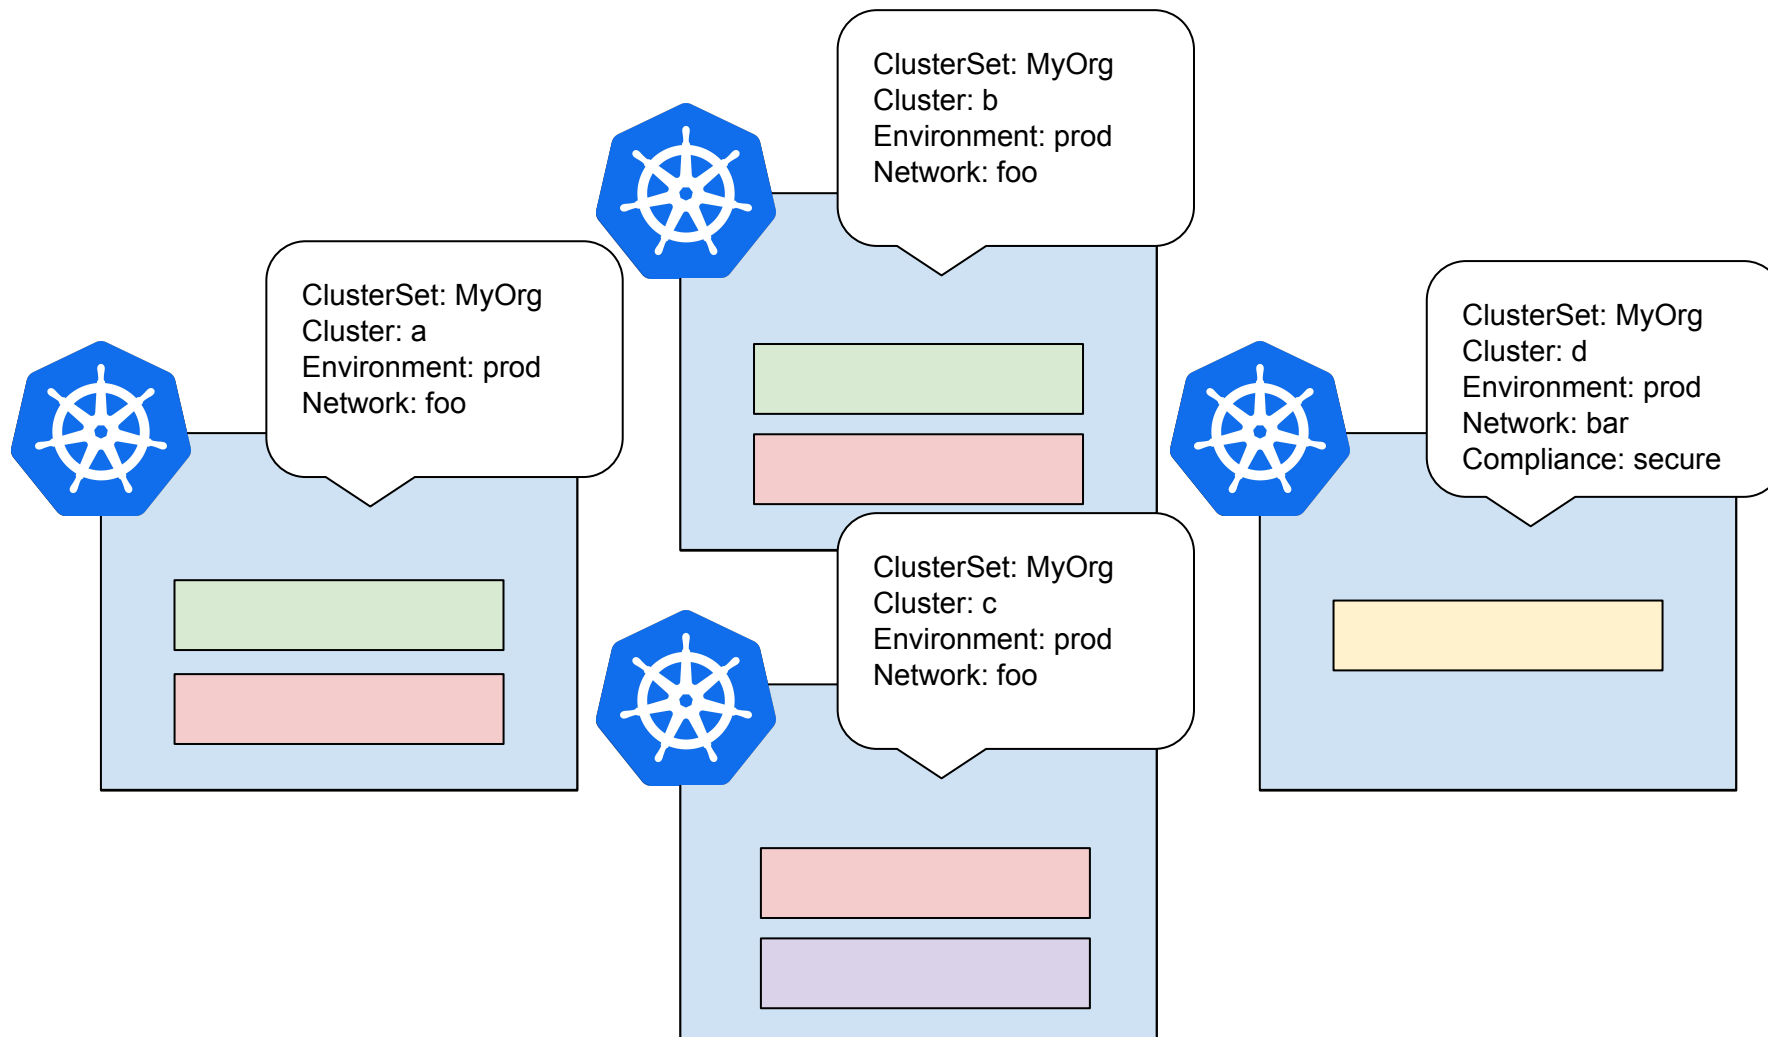 ClusterSet: MyOrg
Cluster: a
Environment: prod
Network: foo
ClusterSet: MyOrg
Cluster: b
Environment: prod
Network: foo
ClusterSet: MyOrg
Cluster: c
Environment: prod
Network: foo
ClusterSet: MyOrg
Cluster: d
Environment: prod
Network: bar
Compliance: secure